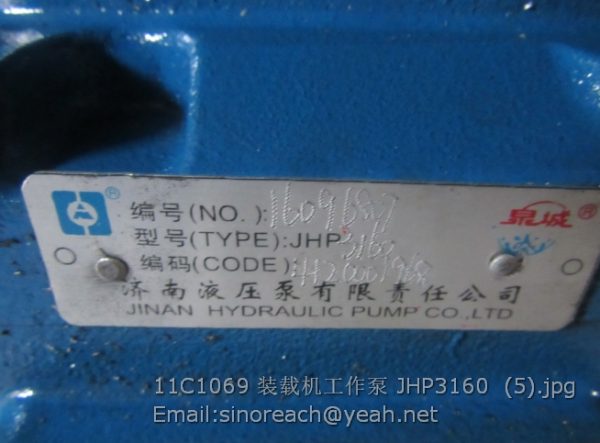 编号(NO.):1609687
泉城®
型号(TYPE):JHP3160
编码(CODE)
济南液压泵有限责任公司
JINAN HYDRAULIC PUMP CO.,LTD
11C1069 装载机工作泵 JHP3160 (5).jpg
Email:sinoreach@yeah.net